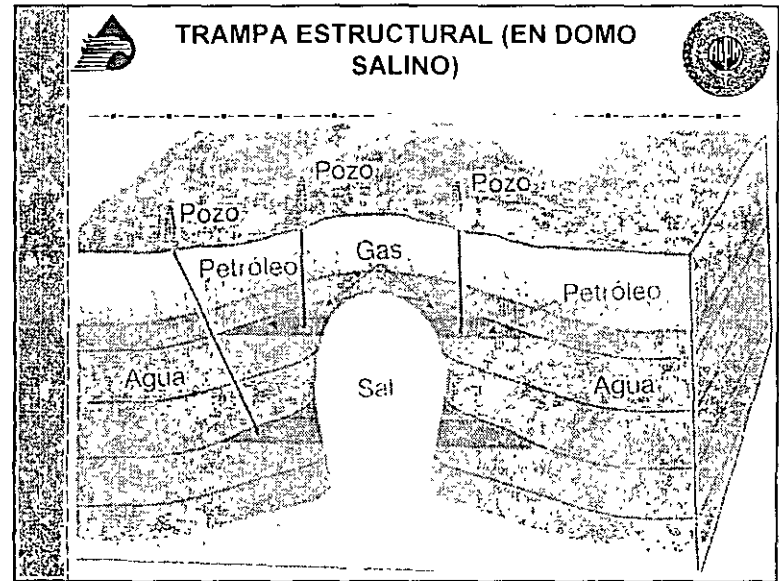 TRAMPA ESTRUCTURAL (EN DOMO
SALINO)
Pozo
Pozo
Pozo
Gas
Petróleo
Petróleo
Agua
Sal
Agua